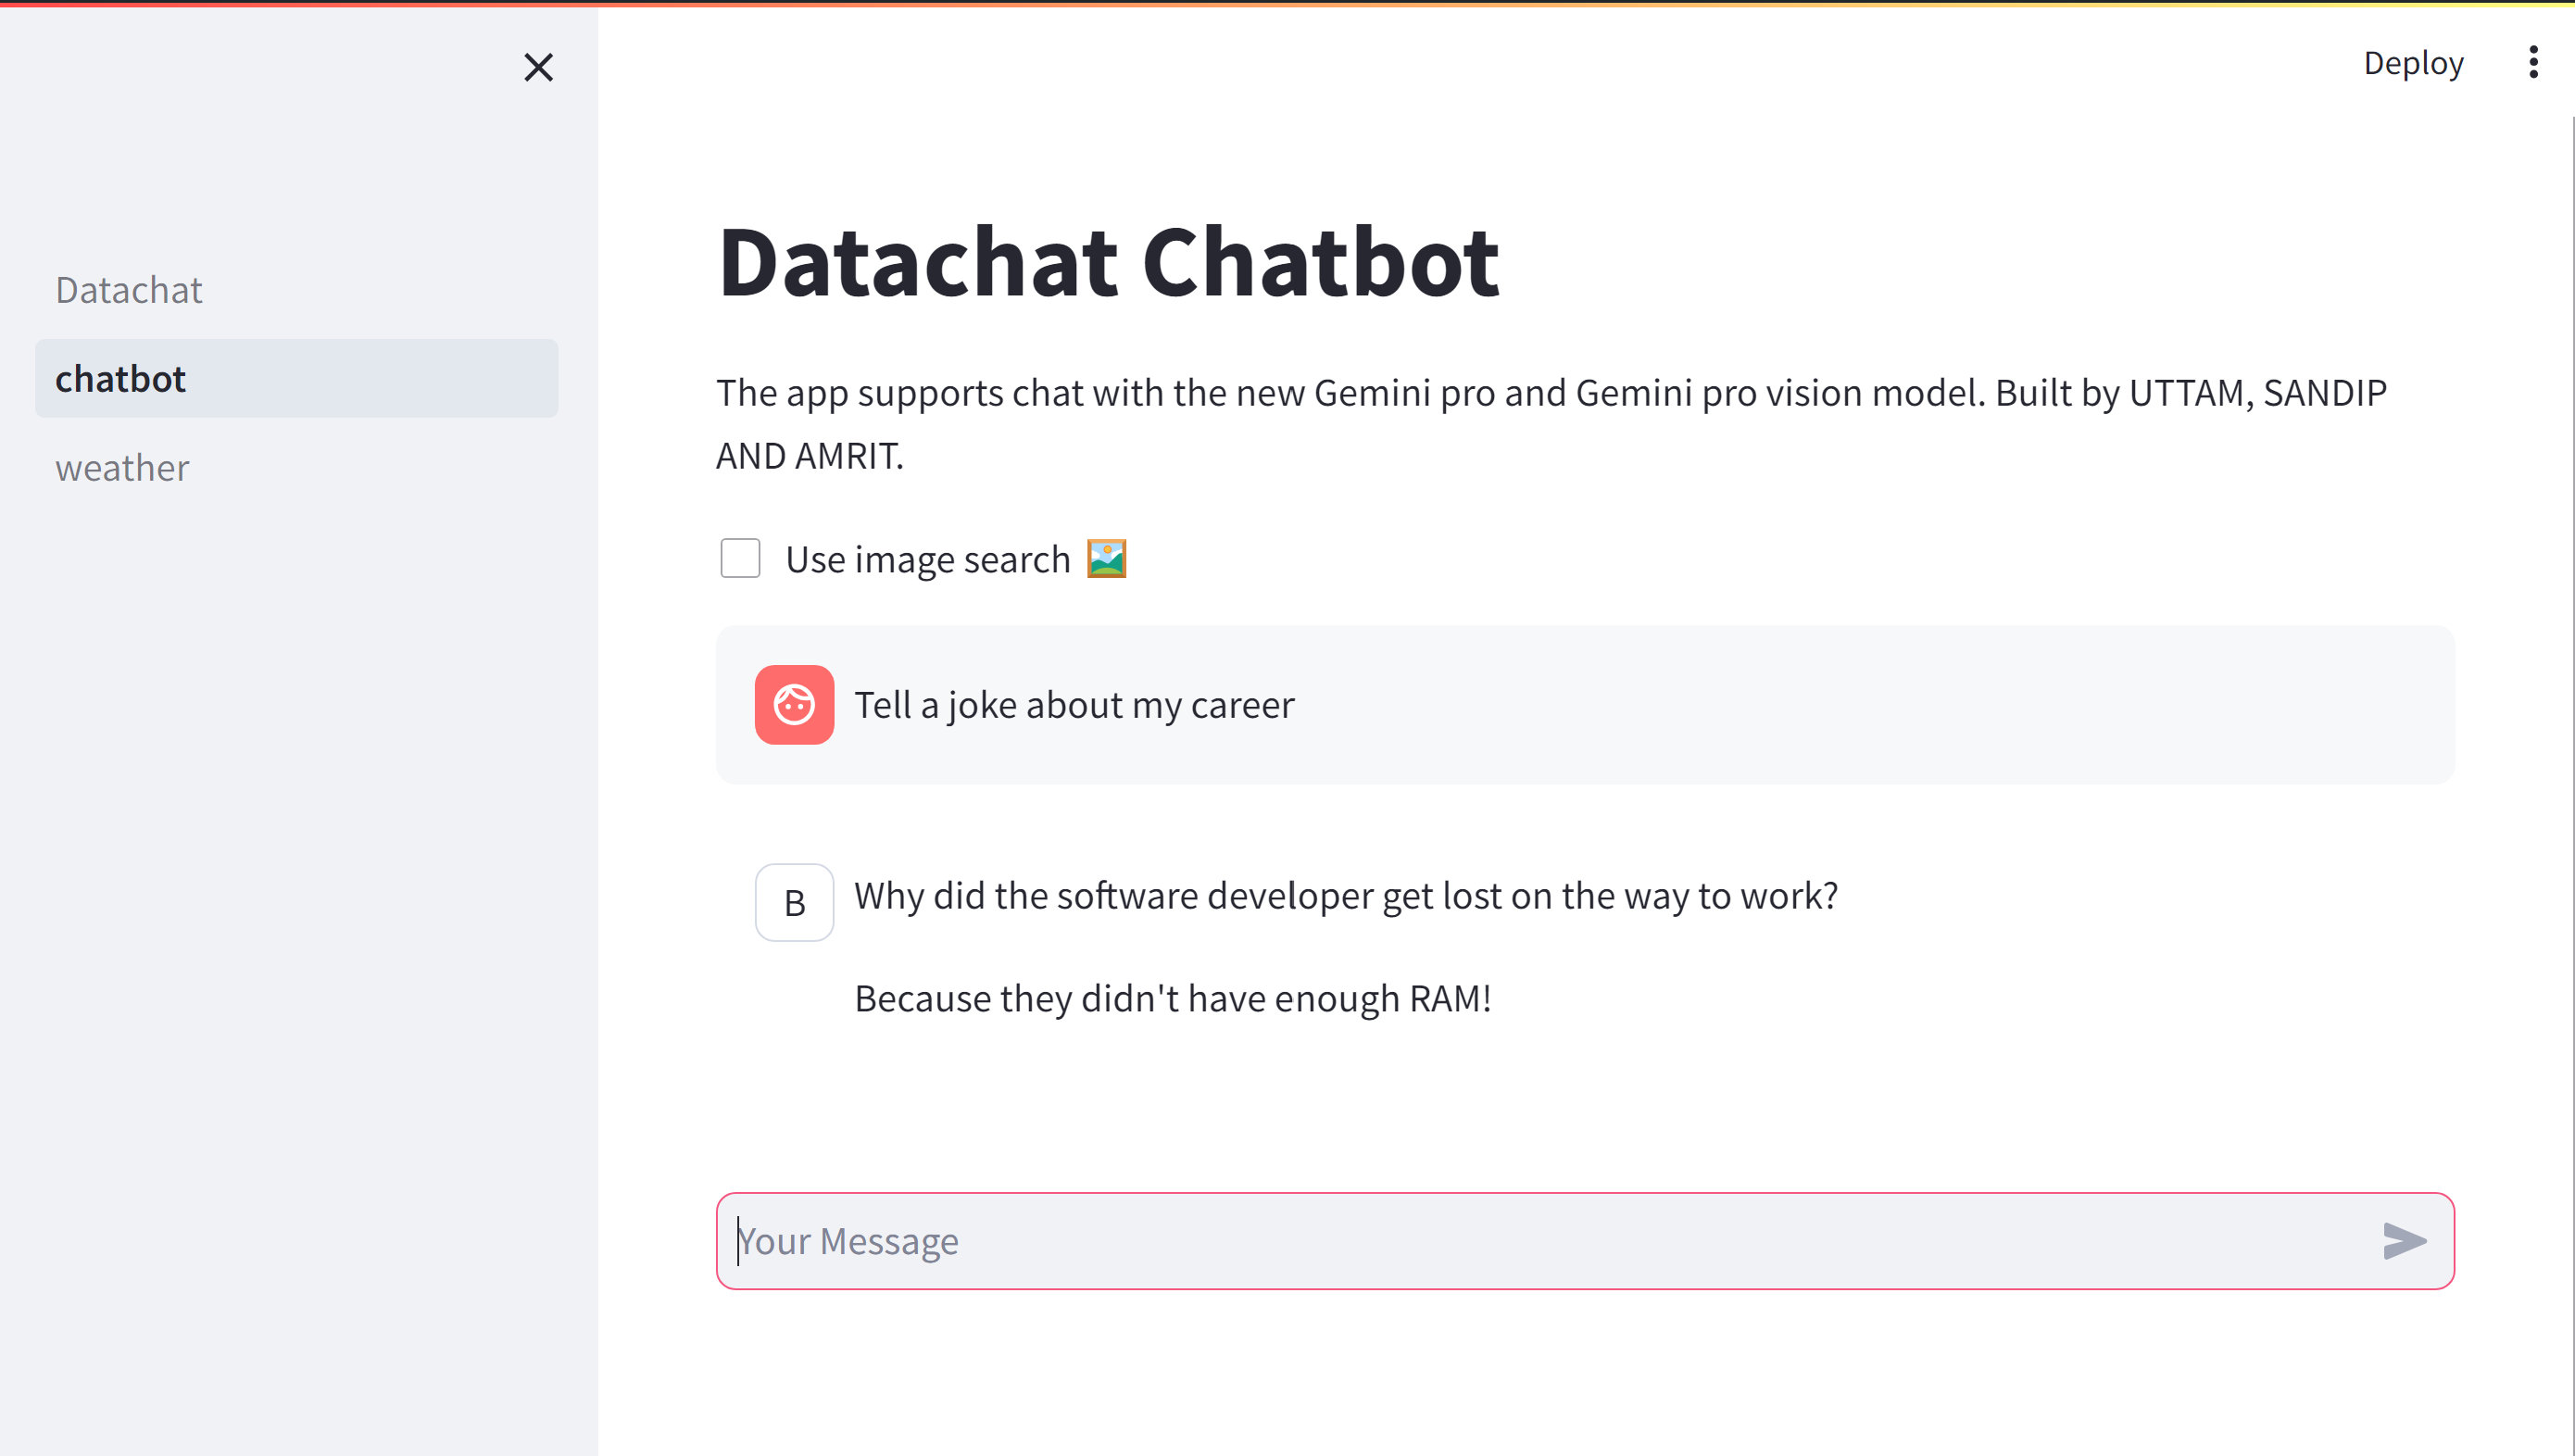 Deploy
Datachat
chatbot
weather
Datachat Chatbot
The app supports chat with the new Gemini pro and Gemini pro vision model. Built by UTTAM, SANDIP
AND AMRIT.
Use image search
Tell a joke about my career
B
Why did the software developer get lost on the way to work?
Because they didn't have enough RAM!
Your Message